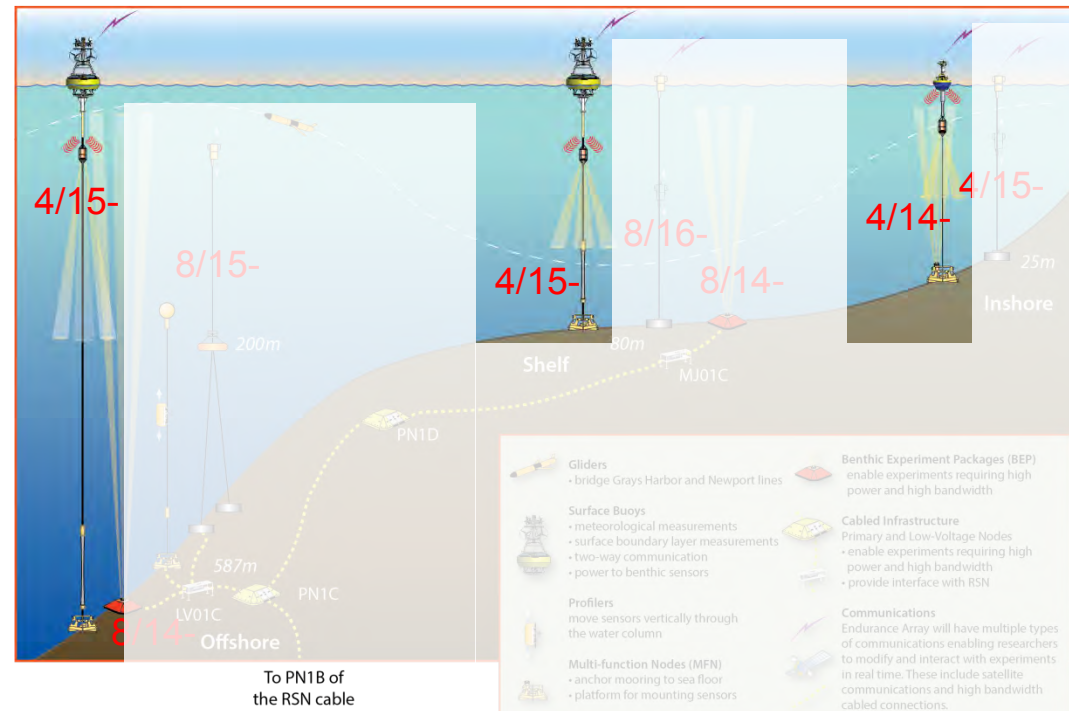 4/15-
8/15-
4/15-
8/16-
8/14-
4/14-
4/15-
25m
Inshore
200m
80m
Shelf
MJ01C
PN1D
587m
LV01C
PN1C
8/14-
Offshore
To PN1B of
the RSN cable
Gliders
• bridge Grays Harbor and Newport lines
Surface Buoys
• meteorological measurements
• surface boundary layer measurements
• two-way communication
• power to benthic sensors
Profilers
move sensors vertically through
the water column
Multi-function Nodes (MFN)
• anchor mooring to sea floor
• platform for mounting sensors
Benthic Experiment Packages (BEP)
enable experiments requiring high
power and high bandwidth
Cabled Infrastructure
Primary and Low-Voltage Nodes
• enable experiments requiring high
power and high bandwidth
• provide interface with RSN
Communications
Endurance Array will have multiple types
of communications enabling researchers
to modify and interact with experiments
in real time. These include satellite
communications and high bandwidth
cabled connections.